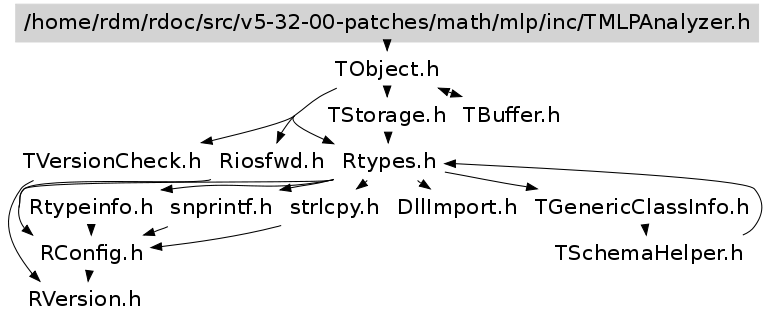 /home/rdm/rdoc/src/v5-32-00-patches/math/mlp/inc/TMLPAnalyzer.h
TObject.h
TStorage.h TBuffer.h
TVersionCheck.h Riosfwd.h Rtypes.h
Rtypeinfo.h snprintf.h strlcpy.h DllImport.h TGenericClassInfo.h
RConfig.h TSchemaHelper.h
RVersion.h